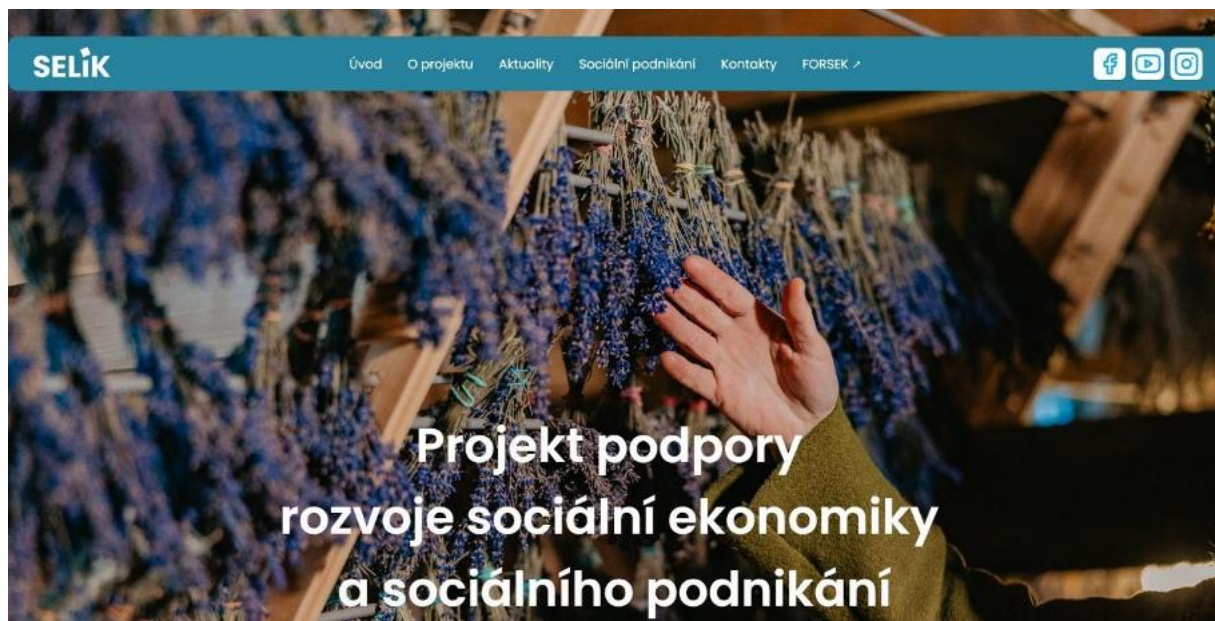 SELiK
Úvod O projektu Aktuality Sociální podnikání Kontakty FORSEK ↗
Projekt podpory
rozvoje sociální ekonomiky
a sociálního podnikání